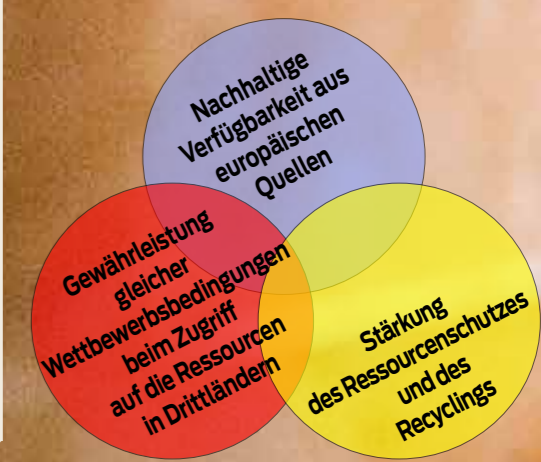 Nachhaltige
Verfügbarkeit aus
europäischen
Quellen
Gewährleistung
gleicher
Wettbewerbsbedingungen
beim Zugriff
auf die Ressourcen
in Drittländern
Stärkung
des Ressourcenschutzes
und des
Recyclings